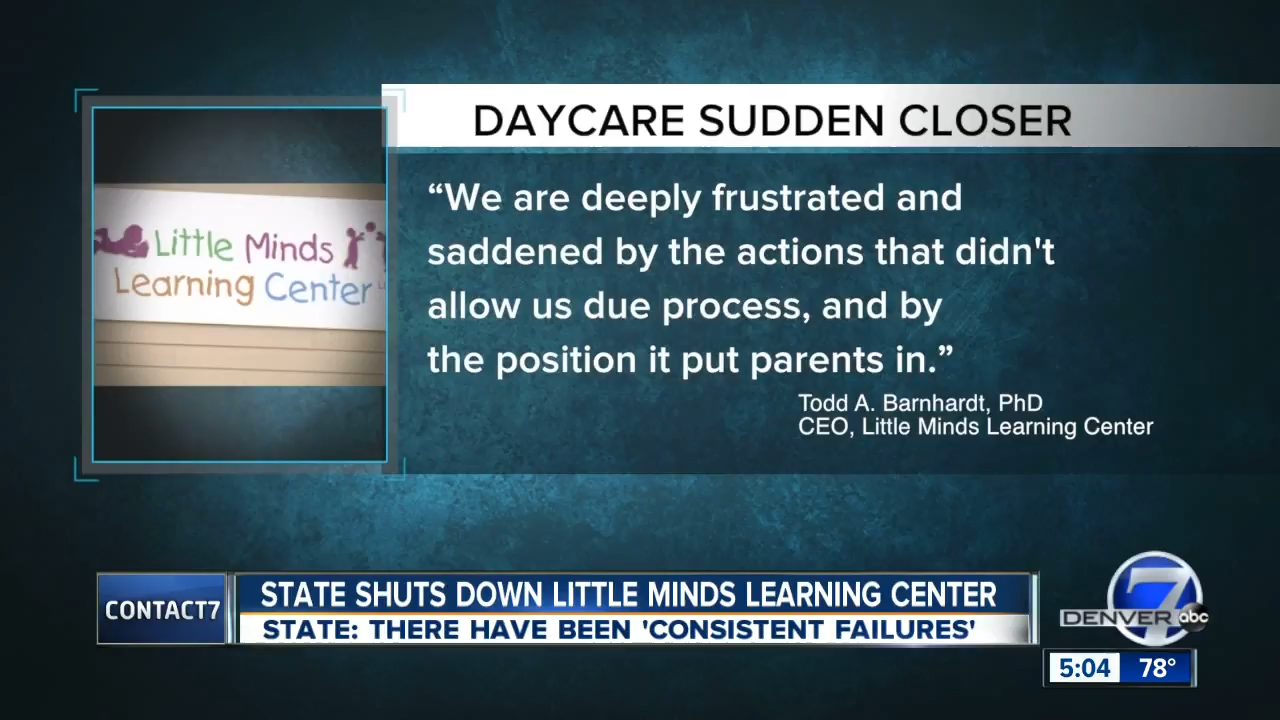 DAYCARE SUDDEN CLOSER
Little Minds
Learning Center
“We are deeply frustrated and
saddened by the actions that didn't
allow us due process, and by
the position it put parents in.”
Todd A. Barnhardt, PhD
CEO, Little Minds Learning Center
CONTACT7
STATE SHUTS DOWN LITTLE MINDS LEARNING CENTER
STATE: THERE HAVE BEEN 'CONSISTENT FAILURES'
7
DENVER abc
5:04 78°